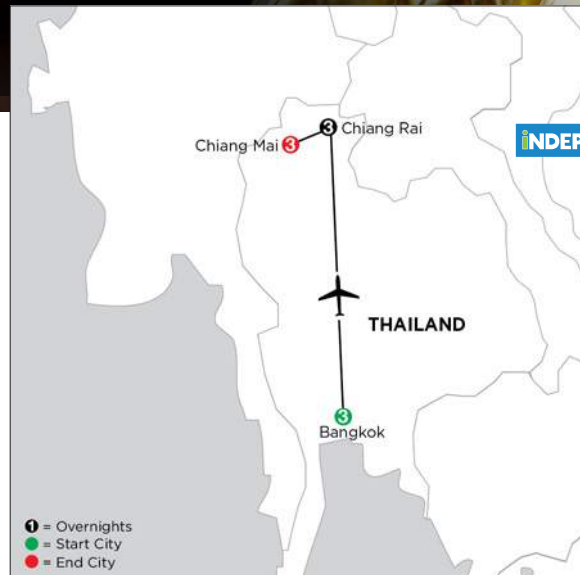 3 Chiang Rai
Chiang Mai 3
iNDEP
THAILAND
3
Bangkok
1 = Overnights
= Start City
= End City